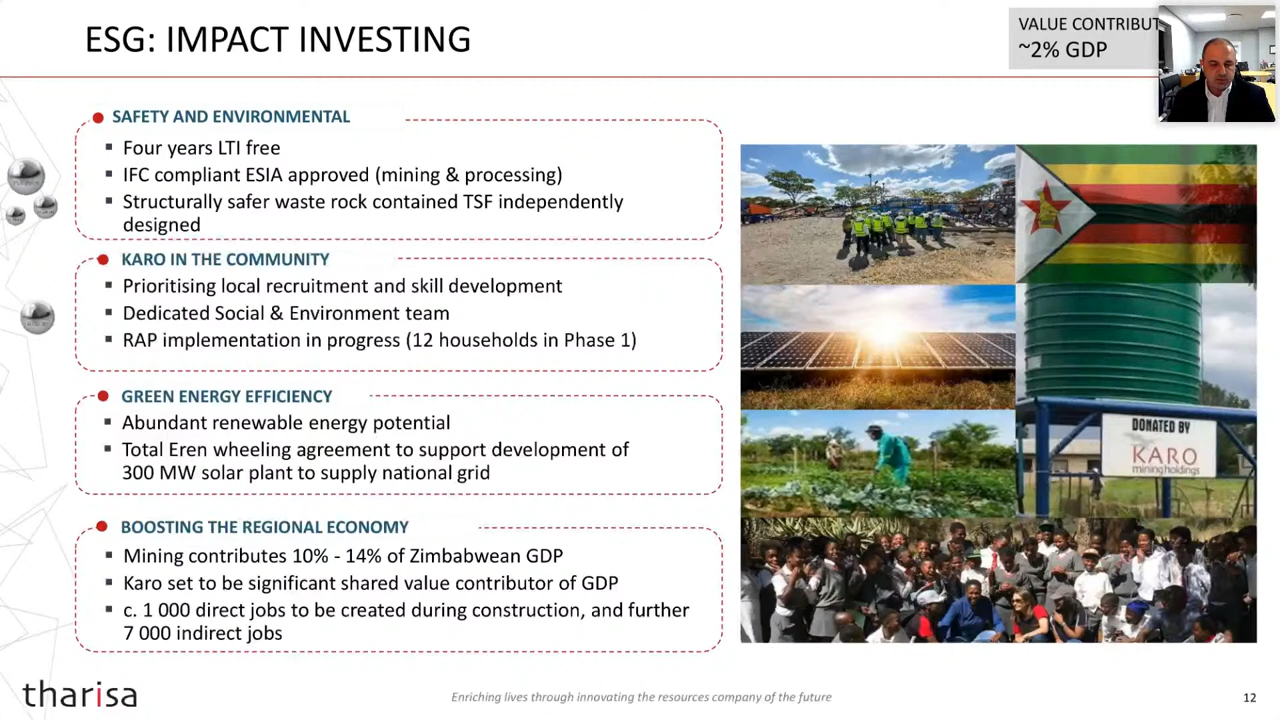 ESG: IMPACT INVESTING
VALUE CONTRIBUT
~2% GDP
SAFETY AND ENVIRONMENTAL
▪ Four years LTI free
▪ IFC compliant ESIA approved (mining & processing)
▪ Structurally safer waste rock contained TSF independently
designed
KARO IN THE COMMUNITY
▪ Prioritising local recruitment and skill development
▪ Dedicated Social & Environment team
▪ RAP implementation in progress (12 households in Phase 1)
GREEN ENERGY EFFICIENCY
▪ Abundant renewable energy potential
▪ Total Eren wheeling agreement to support development of
300 MW solar plant to supply national grid
BOOSTING THE REGIONAL ECONOMY
▪ Mining contributes 10% - 14% of Zimbabwean GDP
▪ Karo set to be significant shared value contributor of GDP
▪ c. 1 000 direct jobs to be created during construction, and further
7 000 indirect jobs
DONATED BY
KARO
miningholdings
tharisa
Enriching lives through innovating the resources company of the future
12